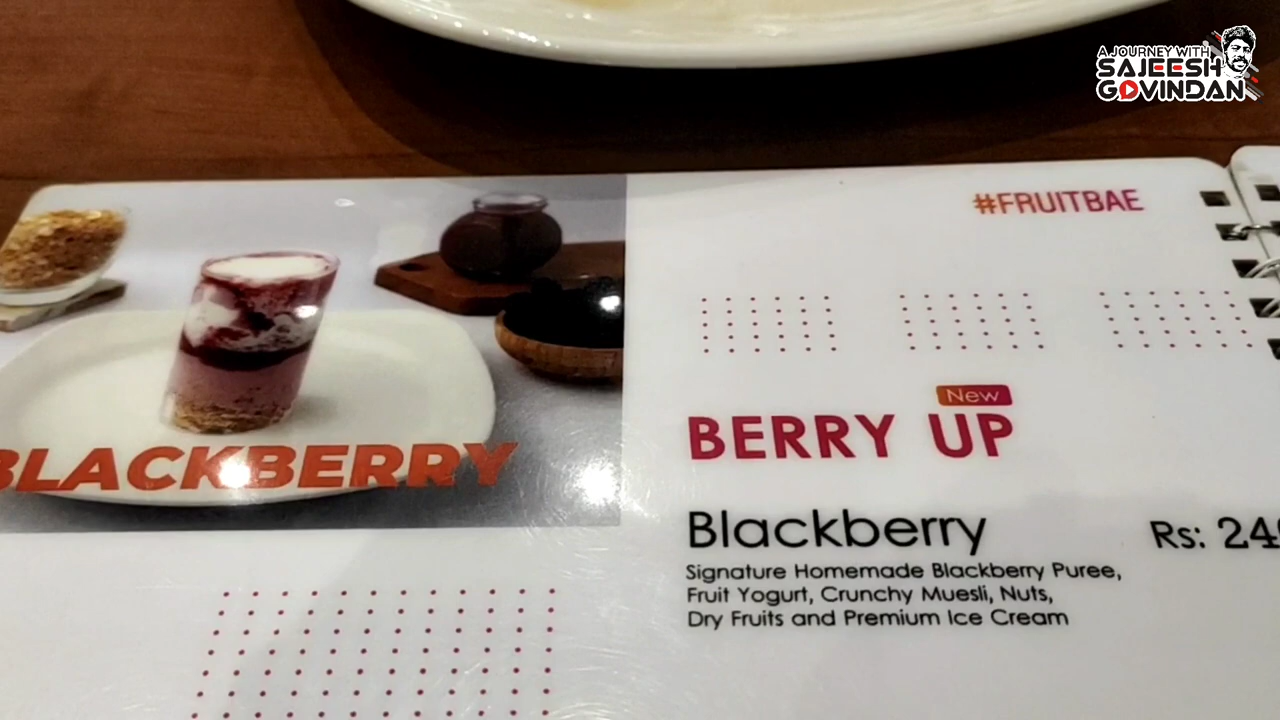 A JOURNEY WITH
SAJEESH
GOVINDAN
#FRUITBAE
New
BERRY UP
BLACKBERRY
Blackberry
Rs:
Signature Homemade Blackberry Puree,
Fruit Yogurt, Crunchy Muesli, Nuts,
Dry Fruits and Premium Ice Cream